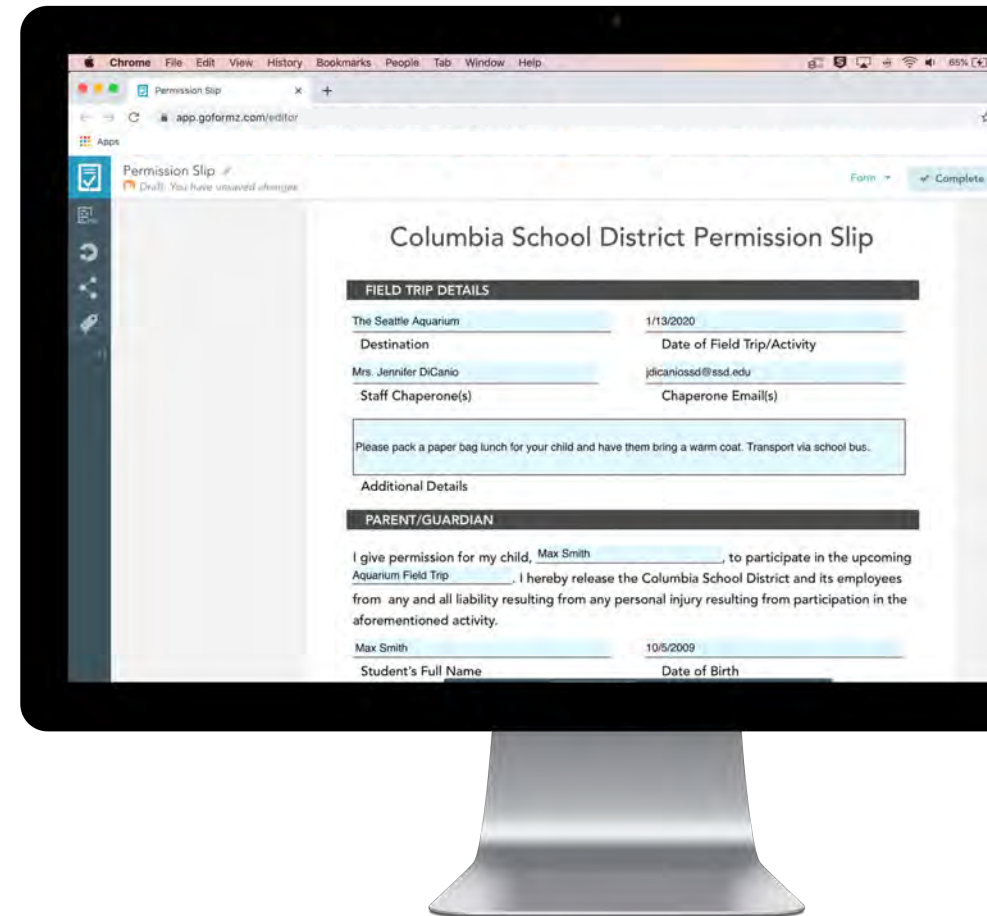 Chrome File Edit View History Bookmarks People Tab Window Help 65%
Permission Slip
app.goformz.com/editor
Apps
Permission Slip
Draft: You have unsaved changes
Form Complete
Columbia School District Permission Slip
FIELD TRIP DETAILS
The Seattle Aquarium 1/13/2020
Destination Date of Field Trip/Activity
Mrs. Jennifer DiCanio jdicaniossd@ssd.edu
Staff Chaperone(s) Chaperone Email(s)
Please pack a paper bag lunch for your child and have them bring a warm coat. Transport via school bus.
Additional Details
PARENT/GUARDIAN
I give permission for my child, Max Smith, to participate in the upcoming
Aquarium Field Trip. I hereby release the Columbia School District and its employees
from any and all liability resulting from any personal injury resulting from participation in the
aforementioned activity.
Max Smith 10/5/2009
Student's Full Name Date of Birth